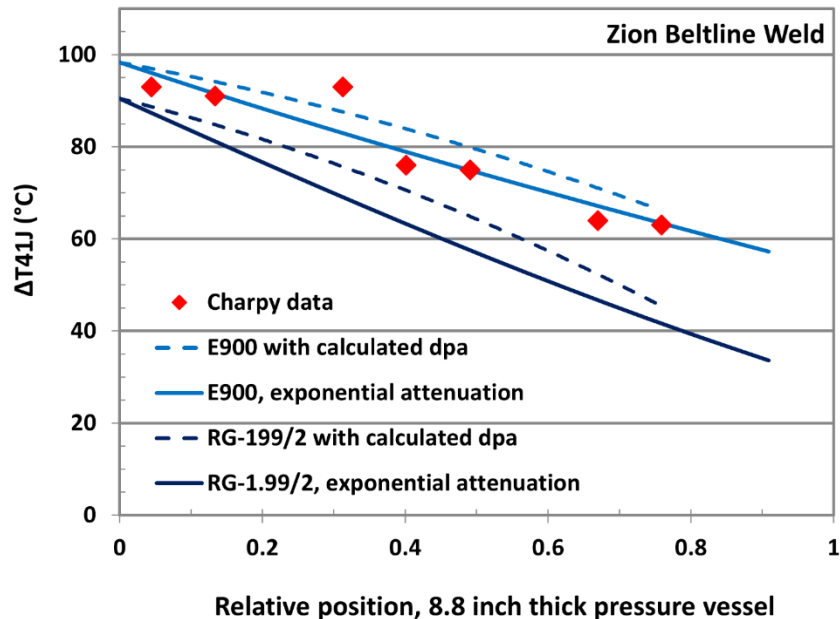 Zion Beltline Weld
100
80
60
40
20
0
ΔT41J (°C)
Charpy data
E900 with calculated dpa
E900, exponential attenuation
RG-199/2 with calculated dpa
RG-1.99/2, exponential attenuation
0 0.2 0.4 0.6 0.8 1
Relative position, 8.8 inch thick pressure vessel